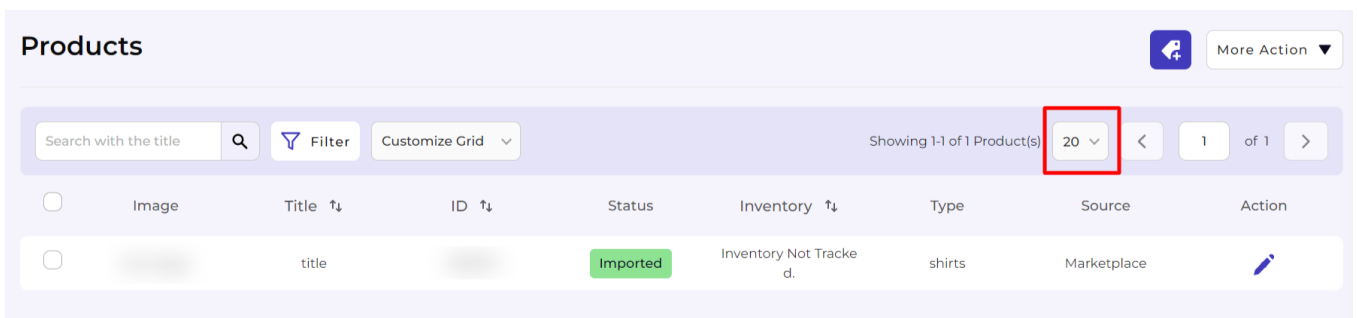 Products
More Action
Search with the title
Filter
Customize Grid
Showing 1-1 of 1 Product(s)
20
1
of 1
Image
Title
ID
Status
Inventory
Type
Source
Action
title
Imported
Inventory Not Tracke
d.
shirts
Marketplace